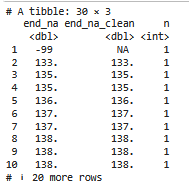 # A tibble: 30 × 3
end_na end_na_clean n
<dbl> <dbl> <int>
1 -99 NA 1
2 133. 133. 1
3 135. 135. 1
4 135. 135. 1
5 136. 136. 1
6 137. 137. 1
7 137. 137. 1
8 138. 138. 1
9 138. 138. 1
10 138. 138. 1
# ℹ 20 more rows